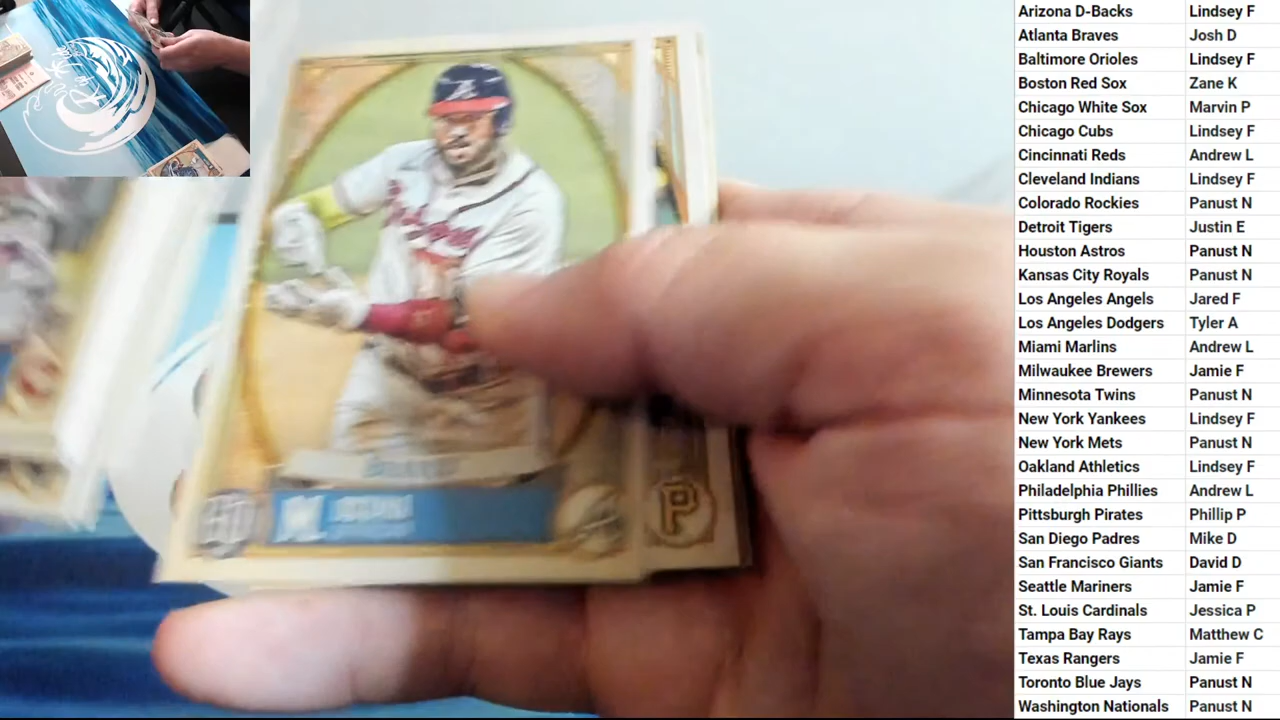 Arizona D-Backs Lindsey F
Atlanta Braves Josh D
Baltimore Orioles Lindsey F
Boston Red Sox Zane K
Chicago White Sox Marvin P
Chicago Cubs Lindsey F
Cincinnati Reds Andrew L
Cleveland Indians Lindsey F
Colorado Rockies Panust N
Detroit Tigers Justin E
Houston Astros Panust N
Kansas City Royals Panust N
Los Angeles Angels Jared F
Los Angeles Dodgers Tyler A
Miami Marlins Andrew L
Milwaukee Brewers Jamie F
Minnesota Twins Panust N
New York Yankees Lindsey F
New York Mets Panust N
Oakland Athletics Lindsey F
Philadelphia Phillies Andrew L
Pittsburgh Pirates Phillip P
San Diego Padres Mike D
San Francisco Giants David D
Seattle Mariners Jamie F
St. Louis Cardinals Jessica P
Tampa Bay Rays Matthew C
Texas Rangers Jamie F
Toronto Blue Jays Panust N
Washington Nationals Panust N
A
P